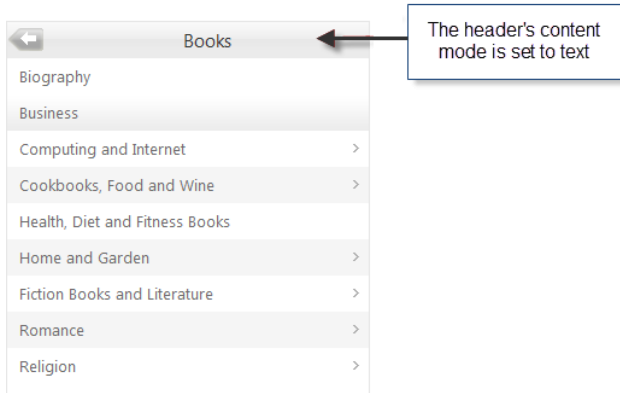 Books
The header's content
mode is set to text
Biography
Business
Computing and Internet
Cookbooks, Food and Wine
Health, Diet and Fitness Books
Home and Garden
Fiction Books and Literature
Romance
Religion